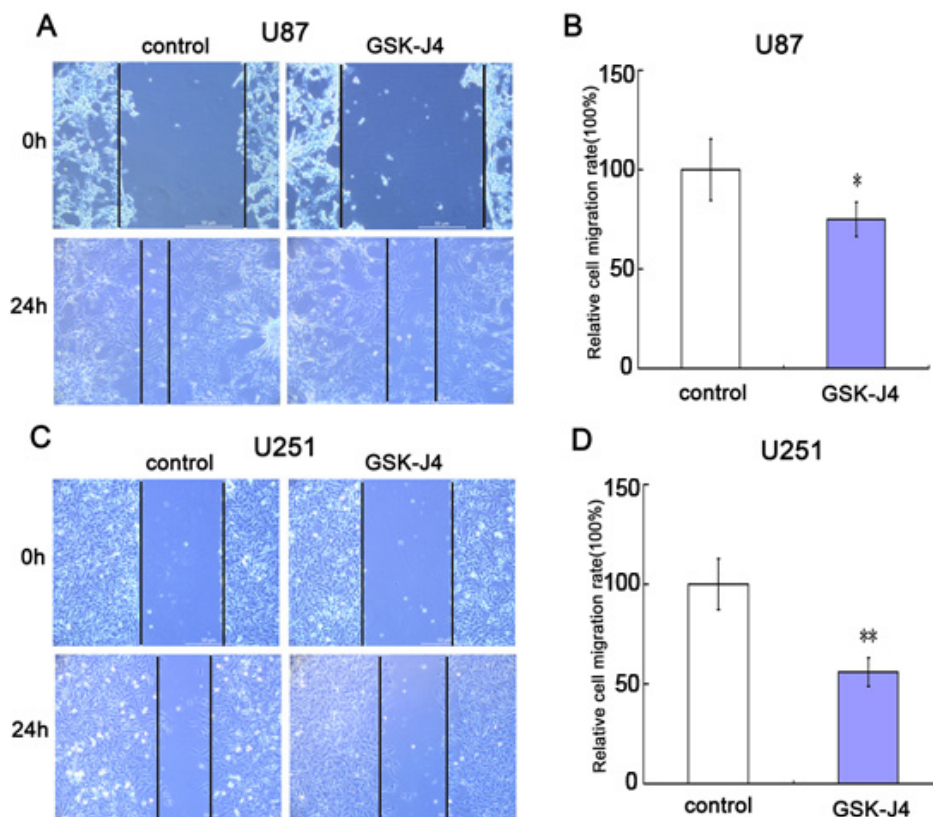 A
U87
control
GSK-J4
0h
24h
B
U87
Relative cell migration rate(100%)
150
100
50
0
*
control
GSK-J4
C
U251
control
GSK-J4
0h
24h
D
U251
Relative cell migration rate(100%)
150
100
50
0
**
control
GSK-J4